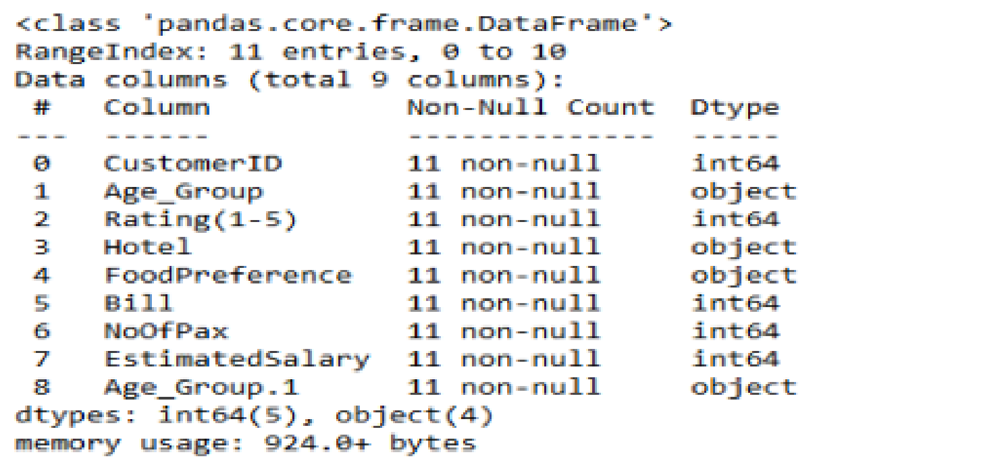 <class 'pandas.core.frame.DataFrame'>
RangeIndex: 11 entries, 0 to 10
Data columns (total 9 columns):
 #   Column           Non-Null Count  Dtype
---  ------           --------------  -----
 0   CustomerID       11 non-null     int64
 1   Age_Group        11 non-null     object
 2   Rating(1-5)      11 non-null     int64
 3   Hotel            11 non-null     object
 4   FoodPreference   11 non-null     object
 5   Bill             11 non-null     int64
 6   NoOfPax          11 non-null     int64
 7   EstimatedSalary  11 non-null     int64
 8   Age_Group.1      11 non-null     object
dtypes: int64(5), object(4)
memory usage: 924.0+ bytes